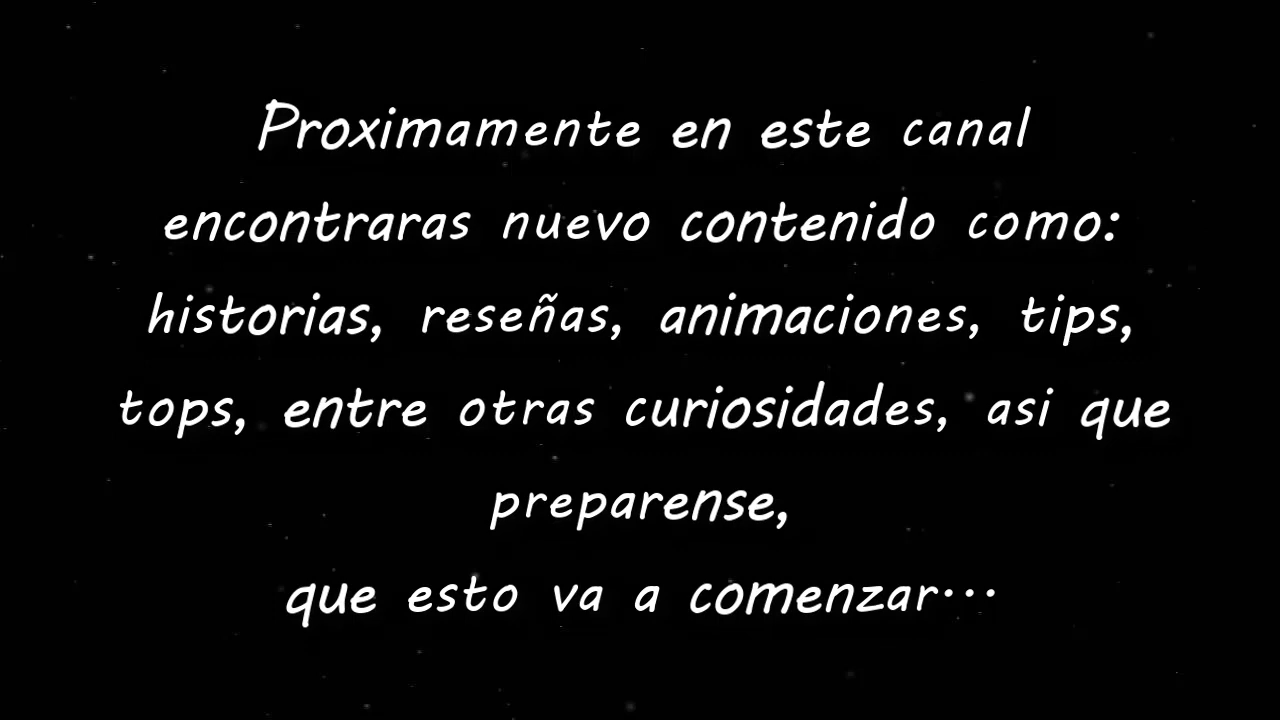 Proximamente en este canal
encontraras nuevo contenido como:
historias, reseñas, animaciones, tips,
tops, entre otras curiosidades, asi que
preparense,
que esto va a comenzar...